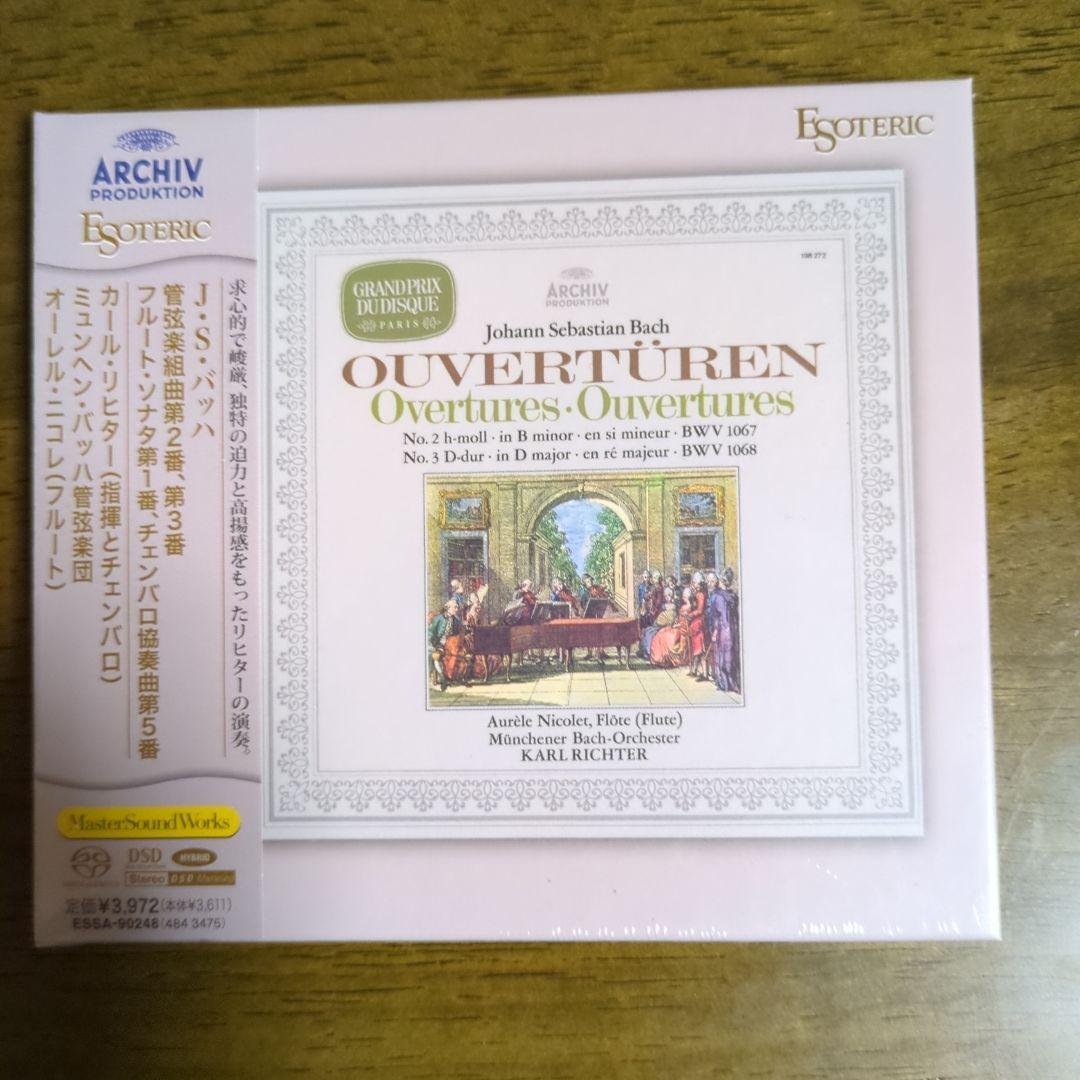 ARCHIV
PRODUKTION
ESOTERIC
求心的で峻厳、独特の迫力と高揚感をもったリヒターの演奏。
J・S・バッハ
管弦楽組曲第2番、第3番
フルート・ソナタ第1番、チェンバロ協奏曲第5番
カール・リヒター(指揮とチェンバロ)
ミュンヘン・バッハ管弦楽団
オーレル・ニコレ(フルート)
MasterSoundWorks
DSD
HYBRID
Stereo DSD Mastering
定価¥3,972(本体¥3,611)
ESSA-90248(484 3475)
ESOTERIC
198 272
GRAND PRIX
DU DISQUE
PARIS
ARCHIV
PRODUKTION
Johann Sebastian Bach
OUVERTÜREN
Overtures · Ouvertures
No. 2 h-moll · in B minor · en si mineur · BWV 1067
No. 3 D-dur · in D major · en ré majeur · BWV 1068
Aurèle Nicolet, Flöte (Flute)
Münchener Bach-Orchester
KARL RICHTER